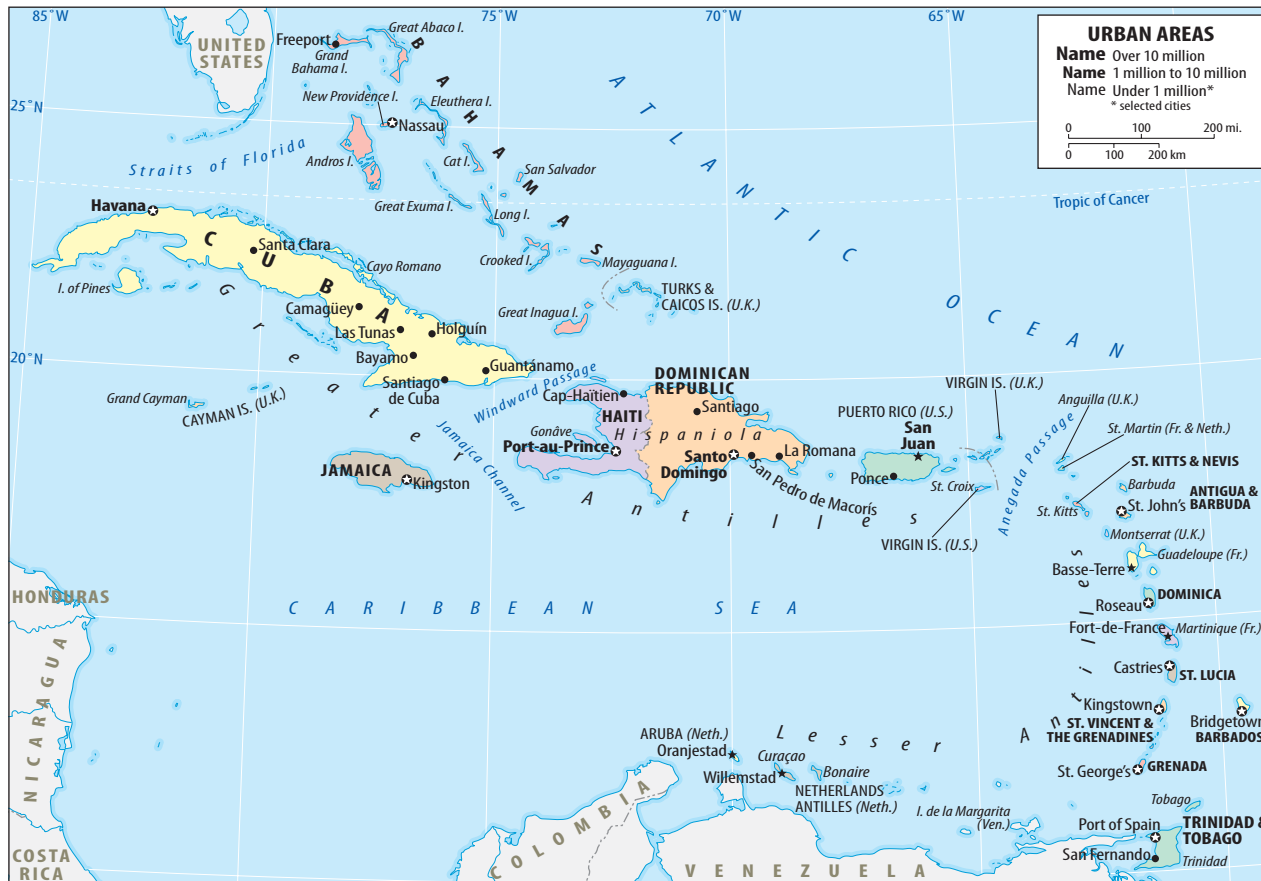 85°W
75°W
70°W
65°W
25°N
20°N
URBAN AREAS
Name Over 10 million
Name 1 million to 10 million
Name Under 1 million*
* selected cities
0 100 200 mi.
0 100 200 km
UNITED
STATES
Freeport
Grand
Bahama I.
Great Abaco I.
BAHAMAS
New Providence I.
Eleuthera I.
Nassau
Andros I.
Cat I.
San Salvador
Great Exuma I.
Long I.
Crooked I.
Mayaguana I.
Great Inagua I.
TURKS &
CAICOS IS. (U.K.)
ATLANTIC OCEAN
Tropic of Cancer
Straits of Florida
Havana
CUBA
Santa Clara
Cayo Romano
I. of Pines
Camagüey
Las Tunas
Holguín
Bayamo
Guantánamo
Santiago
de Cuba
Greater Antilles
Grand Cayman
CAYMAN IS. (U.K.)
Windward Passage
Jamaica Channel
JAMAICA
Kingston
Cap-Haïtien
HAITI
Gonâve
Port-au-Prince
Hispaniola
DOMINICAN
REPUBLIC
Santiago
Santo
Domingo
La Romana
San Pedro de Macorís
PUERTO RICO (U.S.)
San
Juan
Ponce
VIRGIN IS. (U.K.)
St. Croix
VIRGIN IS. (U.S.)
Anegada Passage
Anguilla (U.K.)
St. Martin (Fr. & Neth.)
ST. KITTS & NEVIS
St. Kitts
Barbuda
St. John's
ANTIGUA &
BARBUDA
Montserrat (U.K.)
Guadeloupe (Fr.)
Basse-Terre
DOMINICA
Roseau
Fort-de-France
Martinique (Fr.)
Castries
ST. LUCIA
Kingstown
ST. VINCENT &
THE GRENADINES
Bridgetown
BARBADOS
St. George's
GRENADA
Lesser Antilles
CARIBBEAN SEA
HONDURAS
NICARAGUA
COSTA
RICA
ARUBA (Neth.)
Oranjestad
Curaçao
Willemstad
Bonaire
NETHERLANDS
ANTILLES (Neth.)
I. de la Margarita
(Ven.)
Tobago
Port of Spain
TRINIDAD &
TOBAGO
San Fernando
Trinidad
COLOMBIA
VENEZUELA